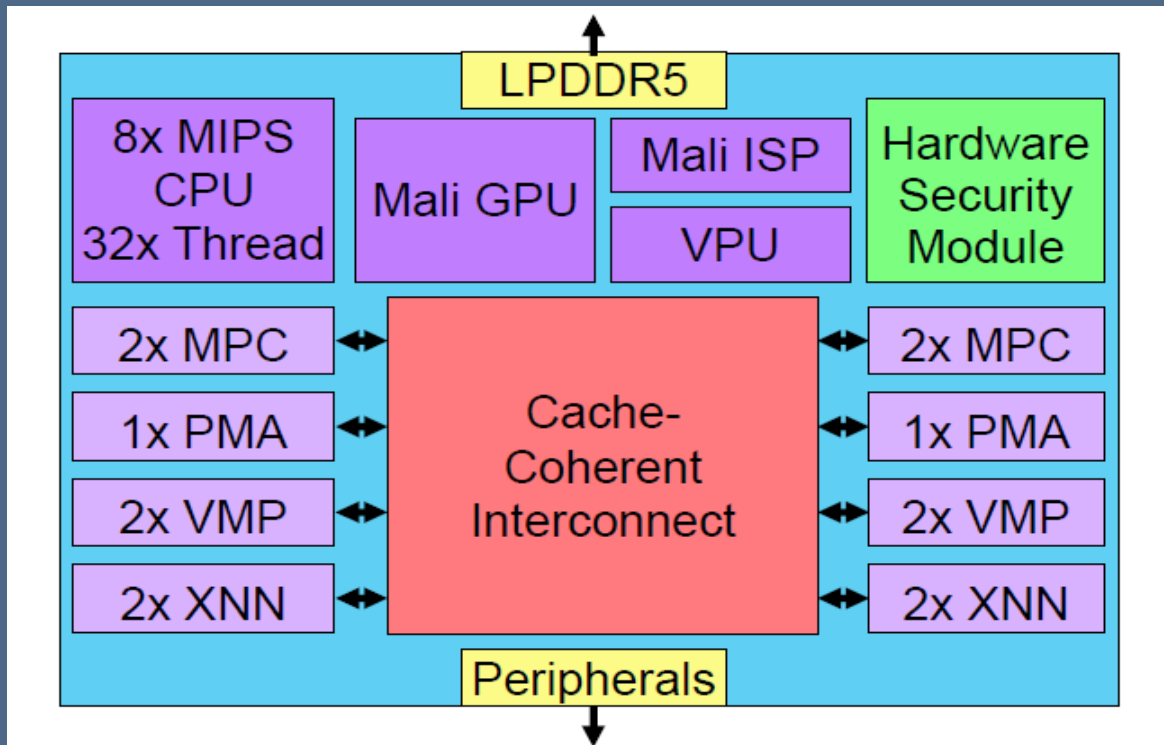 LPDDR5
8x MIPS
CPU
32x Thread
Mali GPU
Mali ISP
VPU
Hardware
Security
Module
2x MPC
1x PMA
2x VMP
2x XNN
Cache-
Coherent
Interconnect
2x MPC
1x PMA
2x VMP
2x XNN
Peripherals